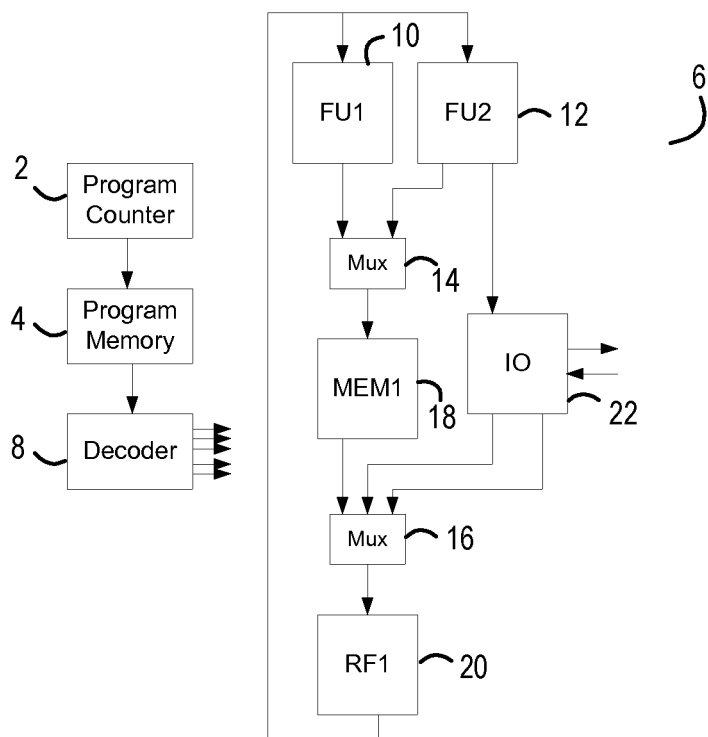 10
6
FU1
FU2
12
2
Program
Counter
Mux
14
4
Program
Memory
IO
MEM1
18
22
8
Decoder
Mux
16
RF1
20